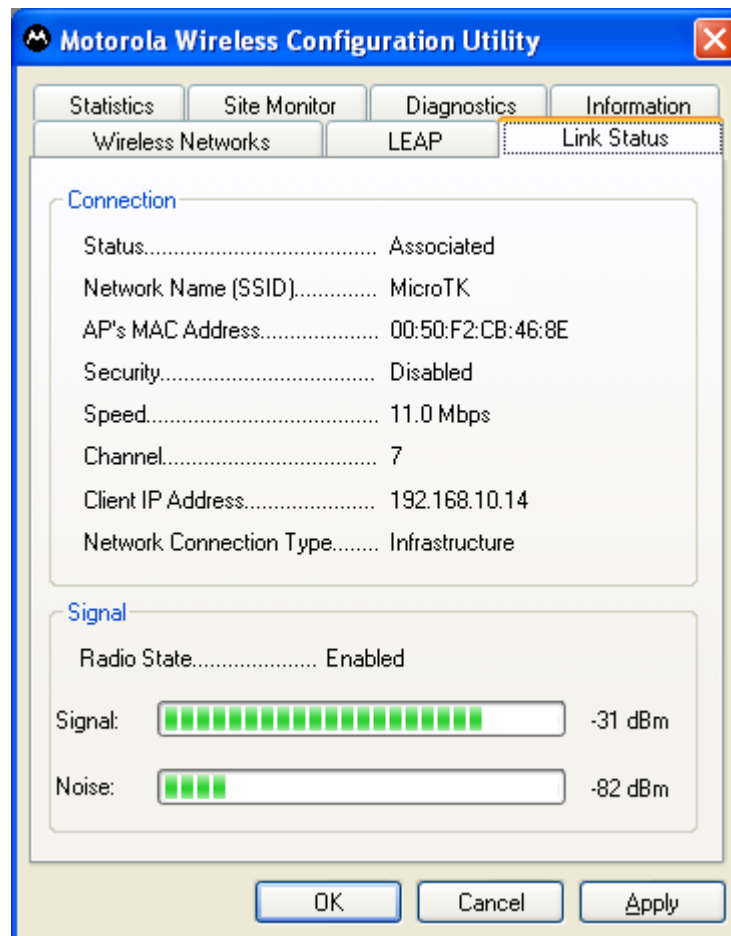 Motorola Wireless Configuration Utility
Statistics Site Monitor Diagnostics Information
Wireless Networks LEAP Link Status
Connection
Status................................... Associated
Network Name (SSID)............. MicroTK
AP's MAC Address.................... 00:50:F2:CB:46:8E
Security.................................... Disabled
Speed....................................... 11.0 Mbps
Channel.................................... 7
Client IP Address...................... 192.168.10.14
Network Connection Type........ Infrastructure
Signal
Radio State..................... Enabled
Signal: -31 dBm
Noise: -82 dBm
OK Cancel Apply